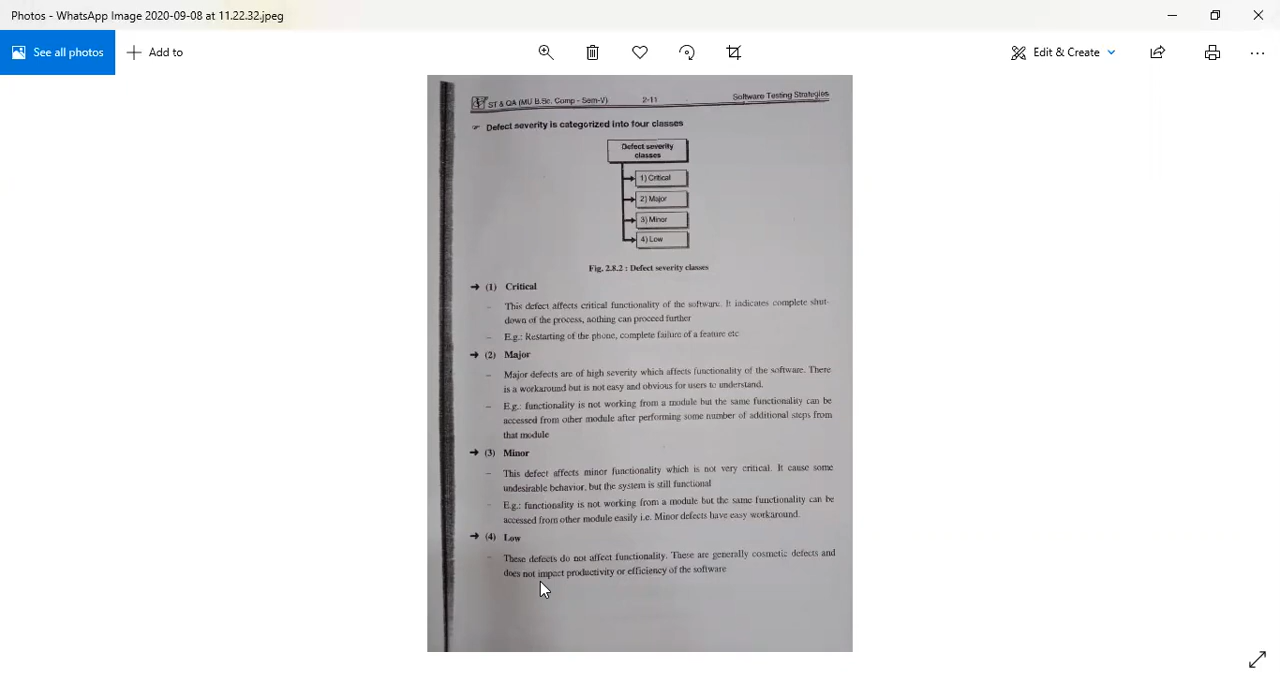 Photos - WhatsApp Image 2020-09-08 at 11.22.32.jpeg
See all photos
Add to
Edit & Create
ST & QA (MU B.Sc. Comp - Sem-V) 2-11 Software Testing Strategies
Defect severity is categorized into four classes
Defect severity
classes
1) Critical
2) Major
3) Minor
4) Low
Fig. 2.8.2 : Defect severity classes
→ (1) Critical
– This defect affects critical functionality of the software. It indicates complete shut-
down of the process, nothing can proceed further
– E.g.: Restarting of the phone, complete failure of a feature etc
→ (2) Major
– Major defects are of high severity which affects functionality of the software. There
is a workaround but is not easy and obvious for users to understand.
– E.g.: functionality is not working from a module but the same functionality can be
accessed from other module after performing some number of additional steps from
that module
→ (3) Minor
– This defect affects minor functionality which is not very critical. It cause some
undesirable behavior, but the system is still functional
– E.g.: functionality is not working from a module but the same functionality can be
accessed from other module easily i.e. Minor defects have easy workaround.
→ (4) Low
– These defects do not affect functionality. These are generally cosmetic defects and
does not impact productivity or efficiency of the software